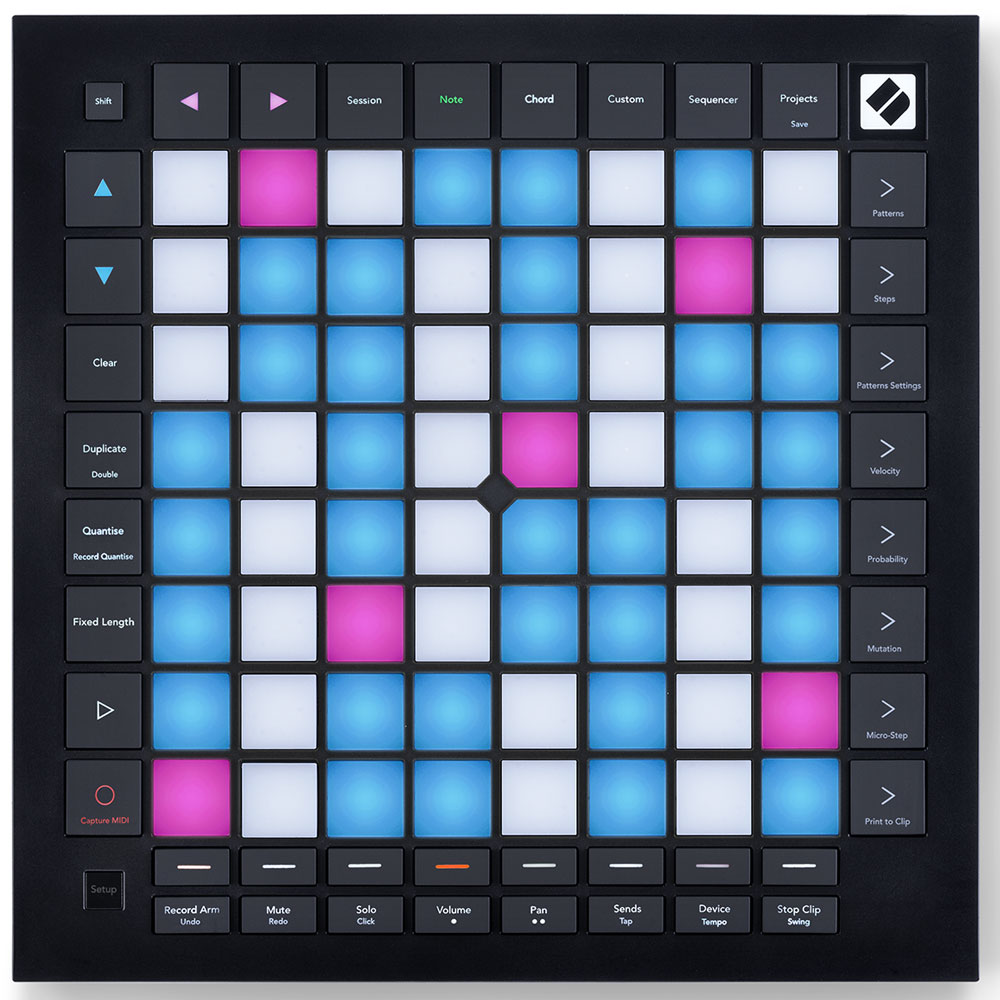 Shift
Session
Note
Chord
Custom
Sequencer
Projects
Save
Patterns
Steps
Clear
Patterns Settings
Duplicate
Double
Velocity
Quantise
Record Quantise
Probability
Fixed Length
Mutation
Micro-Step
Capture MIDI
Print to Clip
Setup
Record Arm
Undo
Mute
Redo
Solo
Click
Volume
Pan
Sends
Tap
Device
Tempo
Stop Clip
Swing